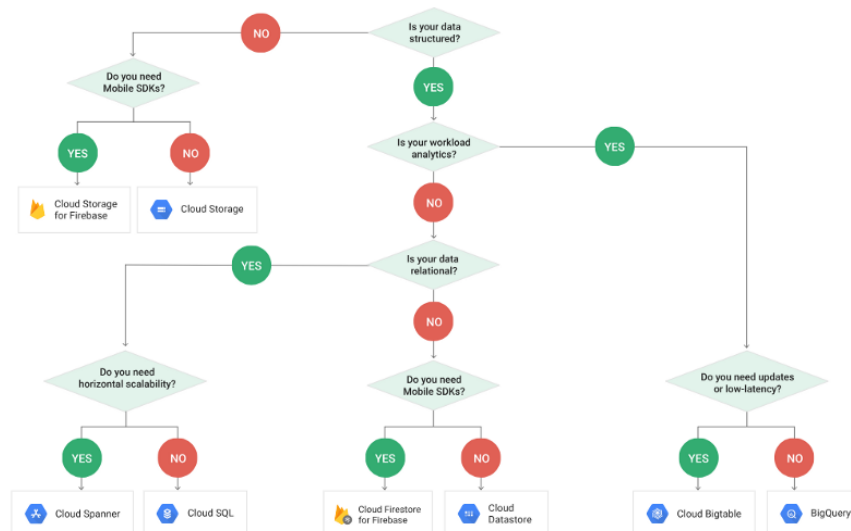 Is your data
structured?
NO
YES
Do you need
Mobile SDKs?
YES
NO
Cloud Storage
for Firebase
Cloud Storage
Is your workload
analytics?
YES
NO
Is your data
relational?
YES
NO
Do you need
horizontal scalability?
YES
NO
Cloud Spanner
Cloud SQL
Do you need
Mobile SDKs?
YES
NO
Cloud Firestore
for Firebase
Cloud
Datastore
Do you need updates
or low-latency?
YES
NO
Cloud Bigtable
BigQuery